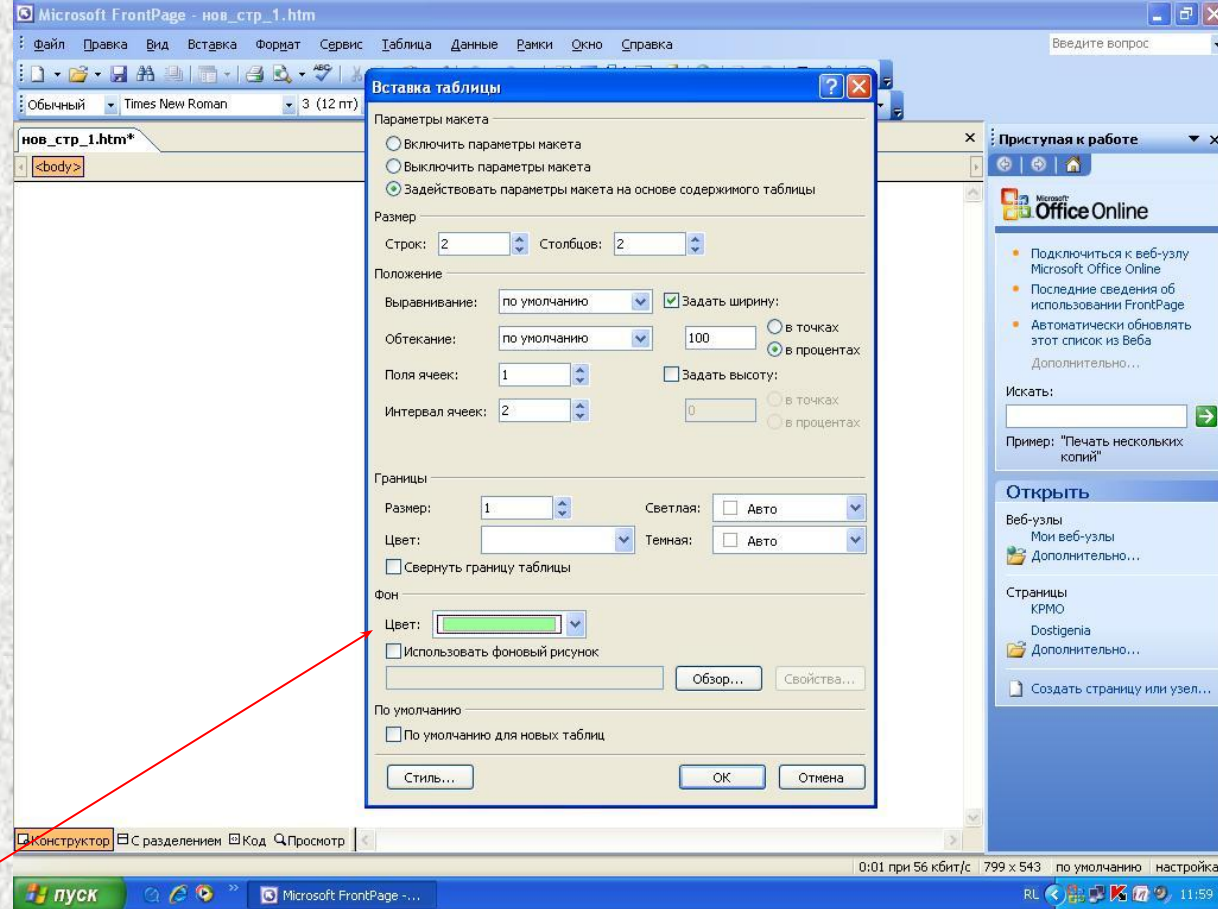 Microsoft FrontPage - нов_стр_1.htm
Файл Правка Вид Вставка Формат Сервис Таблица Данные Рамки Окно Справка
Введите вопрос
Обычный Times New Roman 3 (12 пт)
нов_стр_1.htm*
<body>
Вставка таблицы
Параметры макета
Включить параметры макета
Выключить параметры макета
Задействовать параметры макета на основе содержимого таблицы
Размер
Строк: 2 Столбцов: 2
Положение
Выравнивание: по умолчанию Задать ширину:
Обтекание: по умолчанию 100 в точках
в процентах
Поля ячеек: 1 Задать высоту:
Интервал ячеек: 2 0 в точках
в процентах
Границы
Размер: 1 Светлая: Авто
Цвет: Темная: Авто
Свернуть границу таблицы
Фон
Цвет:
Использовать фоновый рисунок
Обзор... Свойства...
По умолчанию
По умолчанию для новых таблиц
Стиль... ОК Отмена
Приступая к работе
Microsoft
Office Online
Подключиться к веб-узлу
Microsoft Office Online
Последние сведения об
использовании FrontPage
Автоматически обновлять
этот список из Веба
Дополнительно...
Искать:
Пример: "Печать нескольких
копий"
Открыть
Веб-узлы
Мои веб-узлы
Дополнительно...
Страницы
KPMO
Dostigenia
Дополнительно...
Создать страницу или узел...
Конструктор С разделением Код Просмотр
0:01 при 56 кбит/с 799 x 543 по умолчанию настройка
пуск Microsoft FrontPage -... RL 11:59